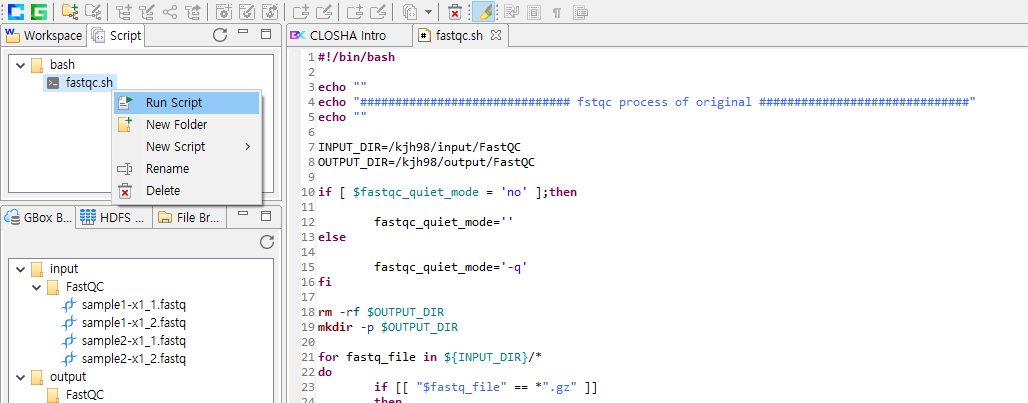 Workspace
Script
bash
fastqc.sh
Run Script
New Folder
New Script
Rename
Delete
GBox B...
HDFS ...
File Br...
input
FastQC
sample1-x1_1.fastq
sample1-x1_2.fastq
sample2-x1_1.fastq
sample2-x1_2.fastq
output
FastQC
CLOSHA Intro
fastqc.sh
1 #!/bin/bash
2
3 echo ""
4 echo "############################## fstqc process of original ##############################"
5 echo ""
6
7 INPUT_DIR=/kjh98/input/FastQC
8 OUTPUT_DIR=/kjh98/output/FastQC
9
10 if [ $fastqc_quiet_mode = 'no' ];then
11
12 fastqc_quiet_mode=''
13 else
14
15 fastqc_quiet_mode='-q'
16 fi
17
18 rm -rf $OUTPUT_DIR
19 mkdir -p $OUTPUT_DIR
20
21 for fastq_file in ${INPUT_DIR}/*
22 do
23 if [[ "$fastq_file" == *".gz" ]]
24 then